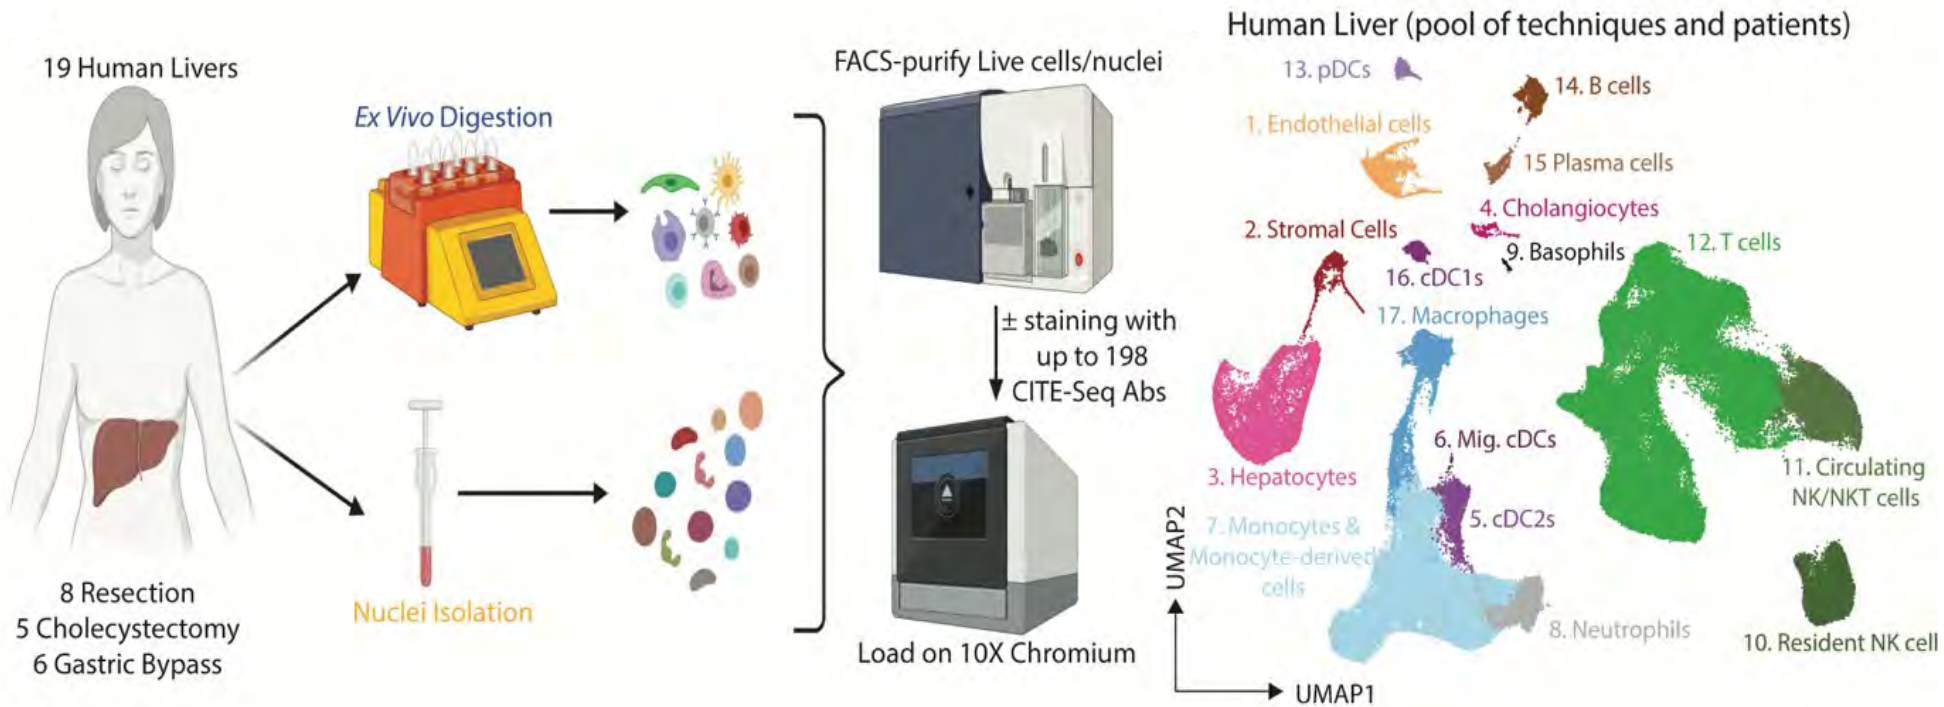 19 Human Livers
8 Resection
5 Cholecystectomy
6 Gastric Bypass
Ex Vivo Digestion
Nuclei Isolation
FACS-purify Live cells/nuclei
± staining with
up to 198
CITE-Seq Abs
Load on 10X Chromium
Human Liver (pool of techniques and patients)
13. pDCs
14. B cells
1. Endothelial cells
15 Plasma cells
4. Cholangiocytes
2. Stromal Cells
12. T cells
9. Basophils
16. cDC1s
17. Macrophages
6. Mig. cDCs
3. Hepatocytes
11. Circulating
NK/NKT cells
5. cDC2s
7. Monocytes &
Monocyte-derived
cells
8. Neutrophils
10. Resident NK cell
UMAP2
UMAP1